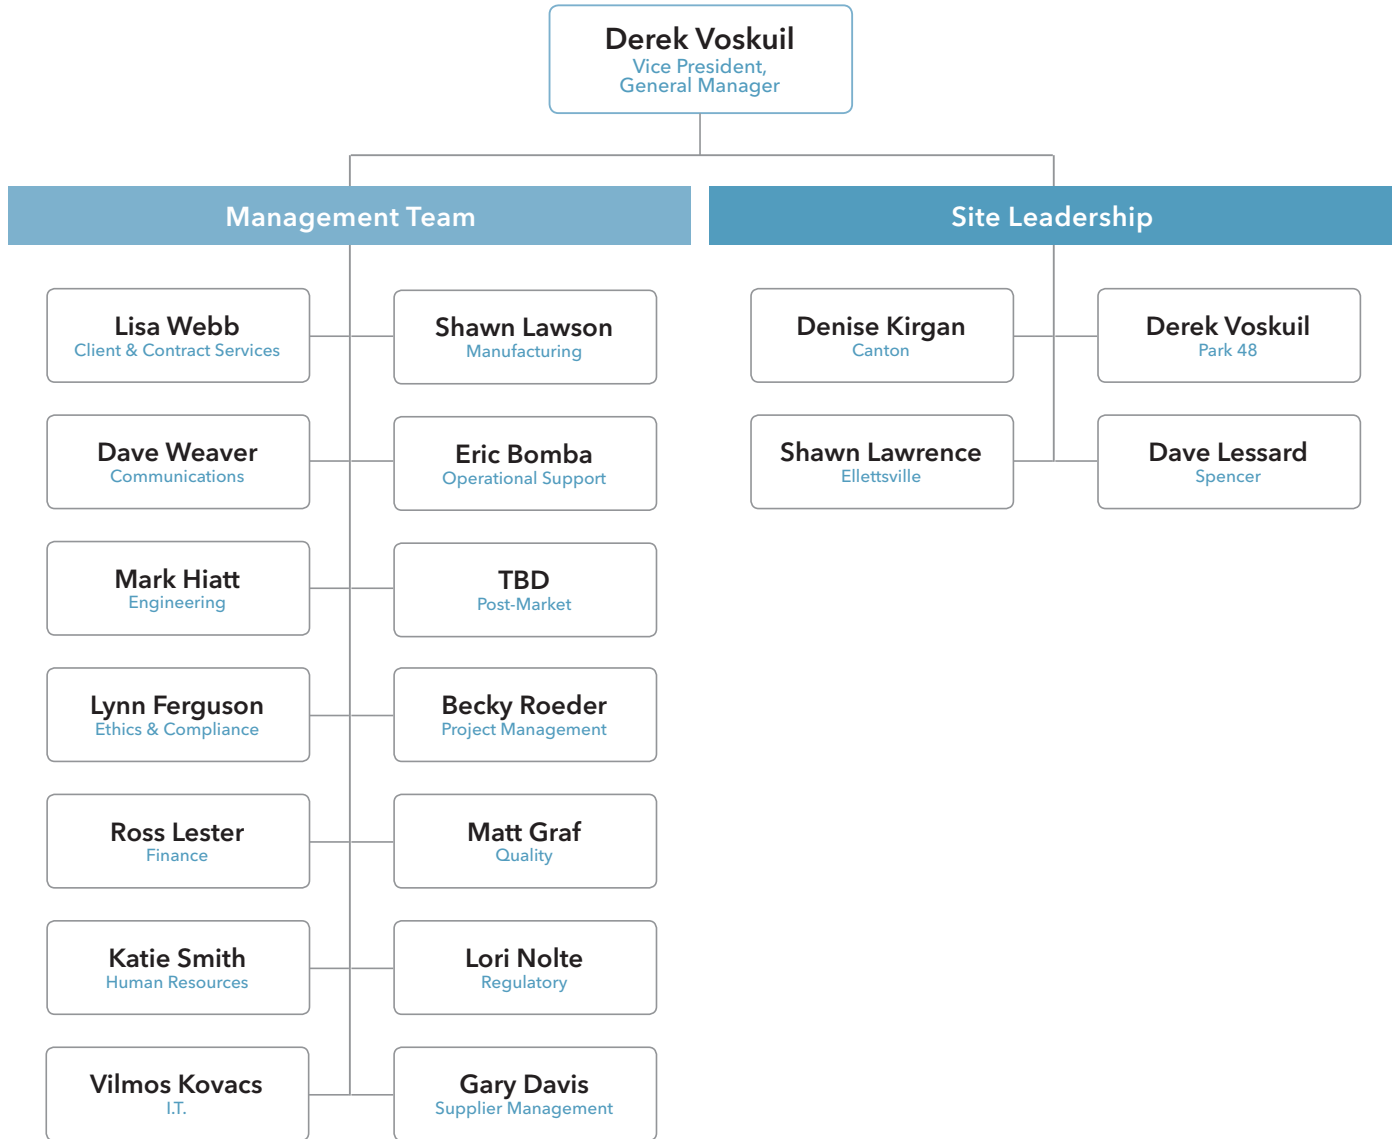 Derek Voskuil
Vice President,
General Manager
Management Team
Lisa Webb
Client & Contract Services
Shawn Lawson
Manufacturing
Dave Weaver
Communications
Eric Bomba
Operational Support
Mark Hiatt
Engineering
TBD
Post-Market
Lynn Ferguson
Ethics & Compliance
Becky Roeder
Project Management
Ross Lester
Finance
Matt Graf
Quality
Katie Smith
Human Resources
Lori Nolte
Regulatory
Vilmos Kovacs
I.T.
Gary Davis
Supplier Management
Site Leadership
Denise Kirgan
Canton
Derek Voskuil
Park 48
Shawn Lawrence
Ellettsville
Dave Lessard
Spencer